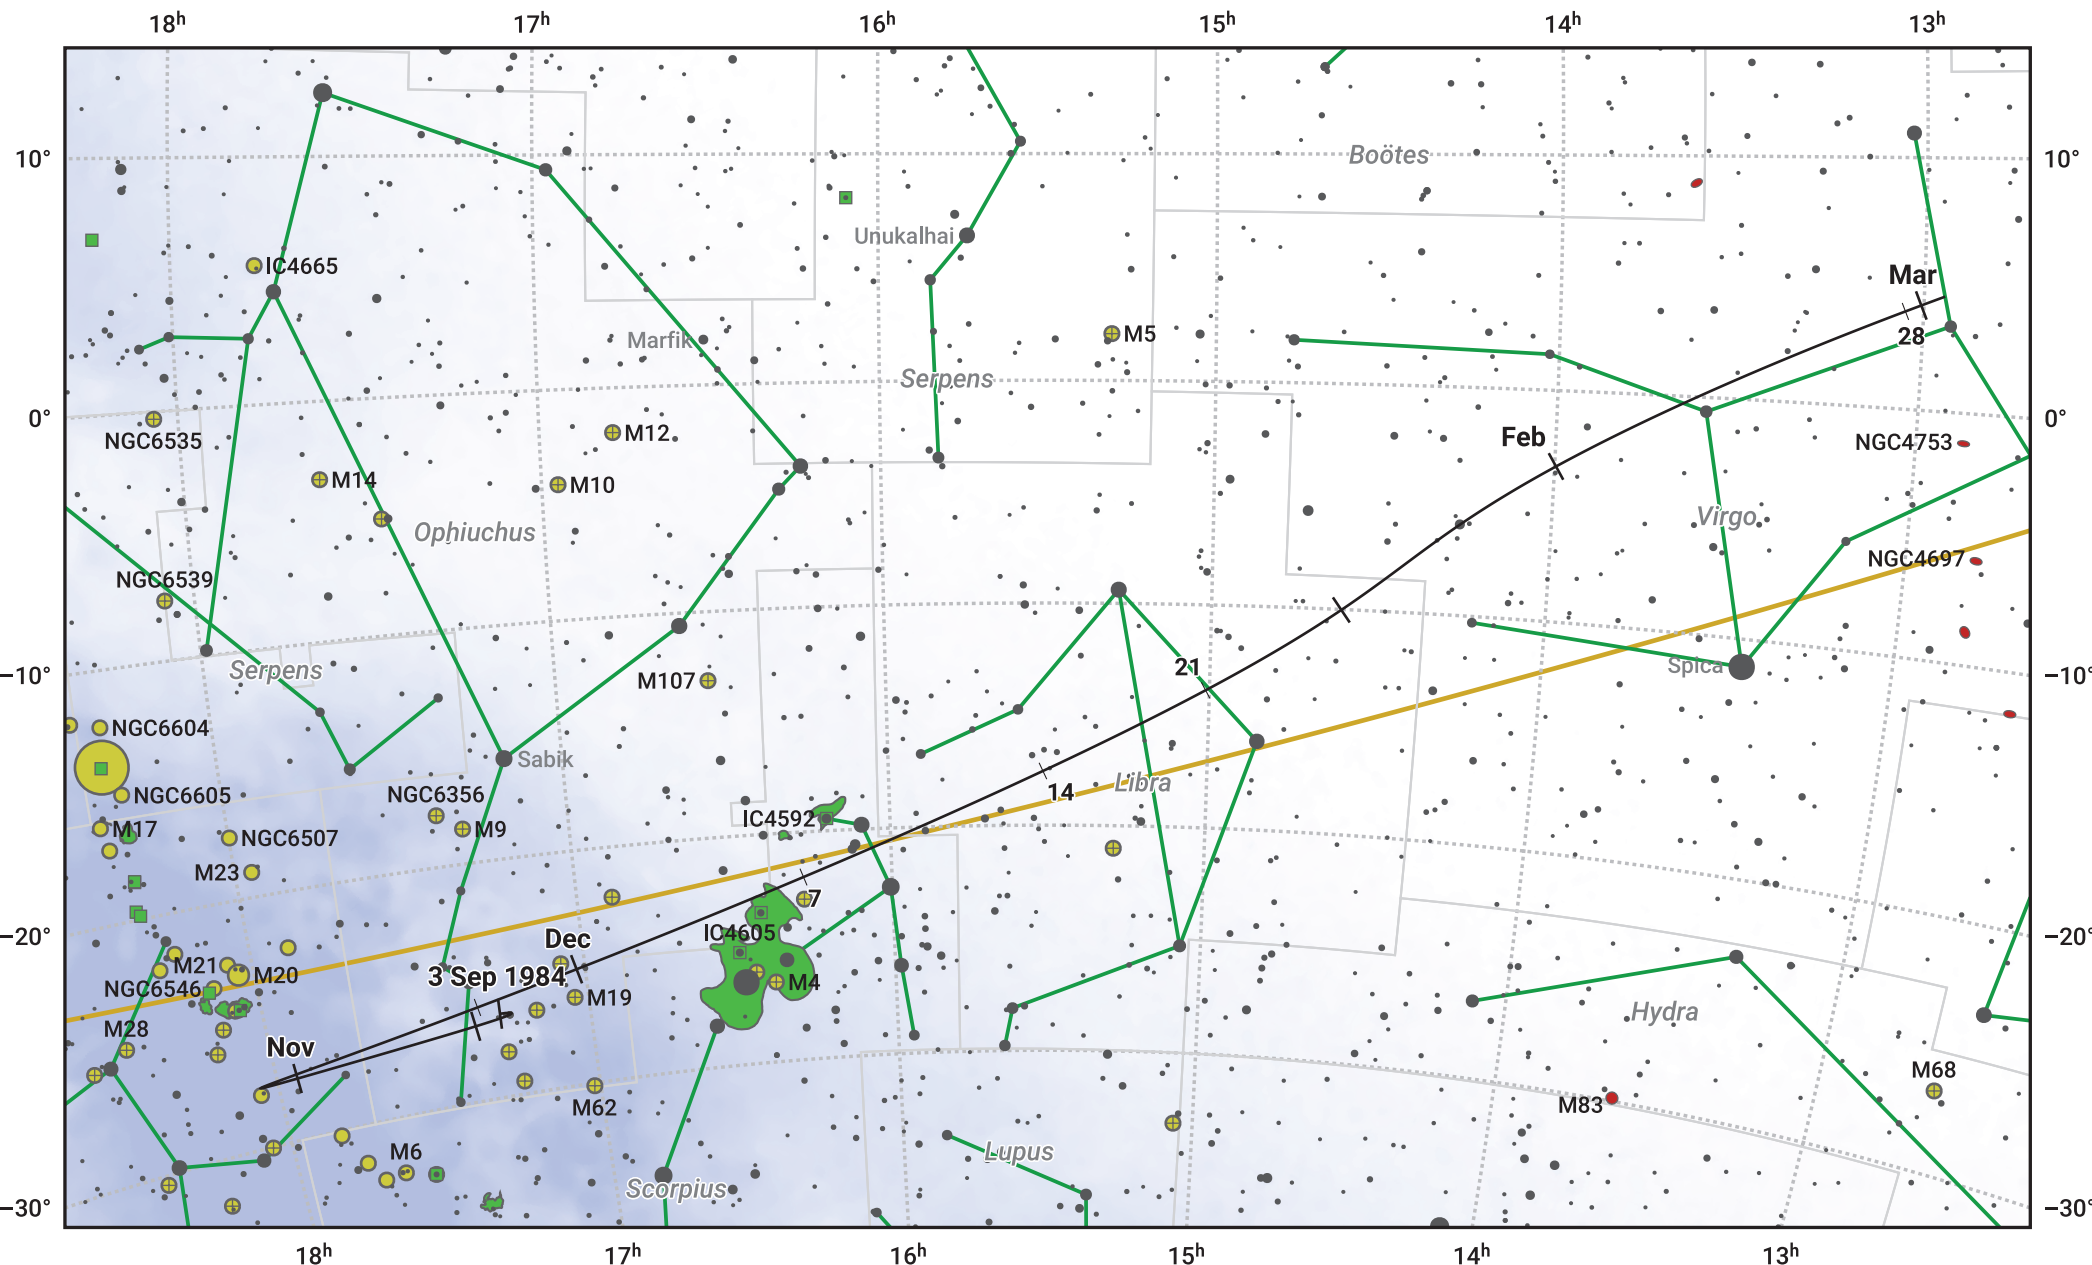 18h 17h 16h 15h 14h 13h
10° Boötes 10°
Unukalhai
IC4665
Mar
Marfik M5 28
Serpens
0° 0°
NGC6535 M12 Feb NGC4753
M14 M10
Ophiuchus Virgo
NGC6539 NGC4697
Serpens 21 Spica
−10° M107 −10°
NGC6604
Sabik
Libra
NGC6605 NGC6356 14
M17 M9 IC4592
NGC6507
M23
7
−20° Dec IC4605 −20°
M21 M20 3 Sep 1984 M4
NGC6546 M19
Hydra
M28
Nov
M68
M62 M83
M6 Lupus
Scorpius
−30° −30°
18h 17h 16h 15h 14h 13h